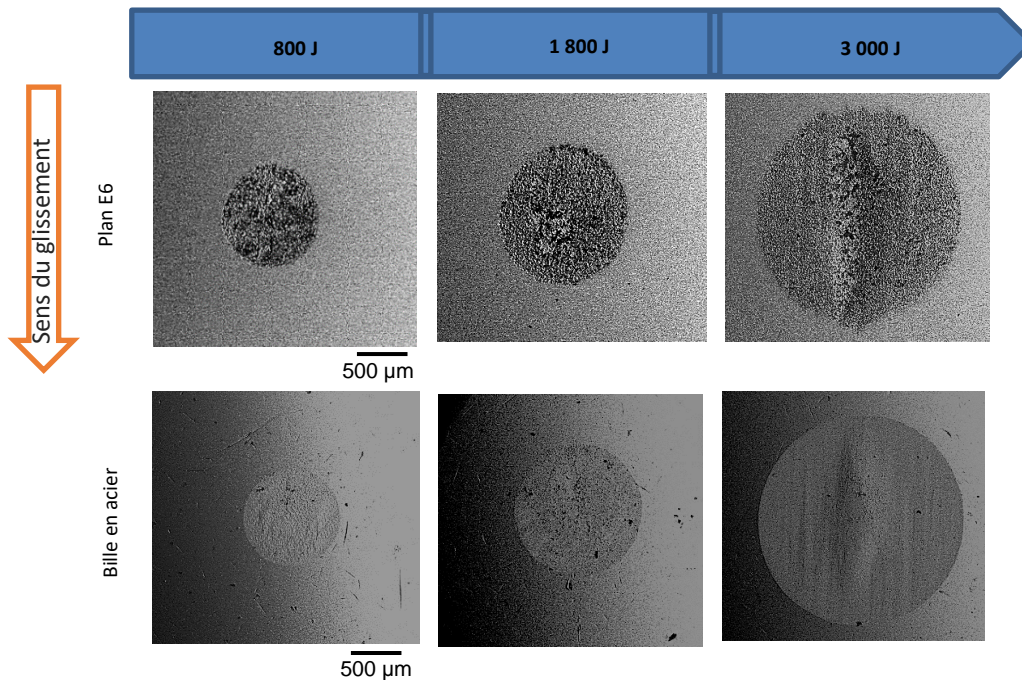 800 J
1 800 J
3 000 J
Sens du glissement
Plan E6
500 µm
Bille en acier
500 µm